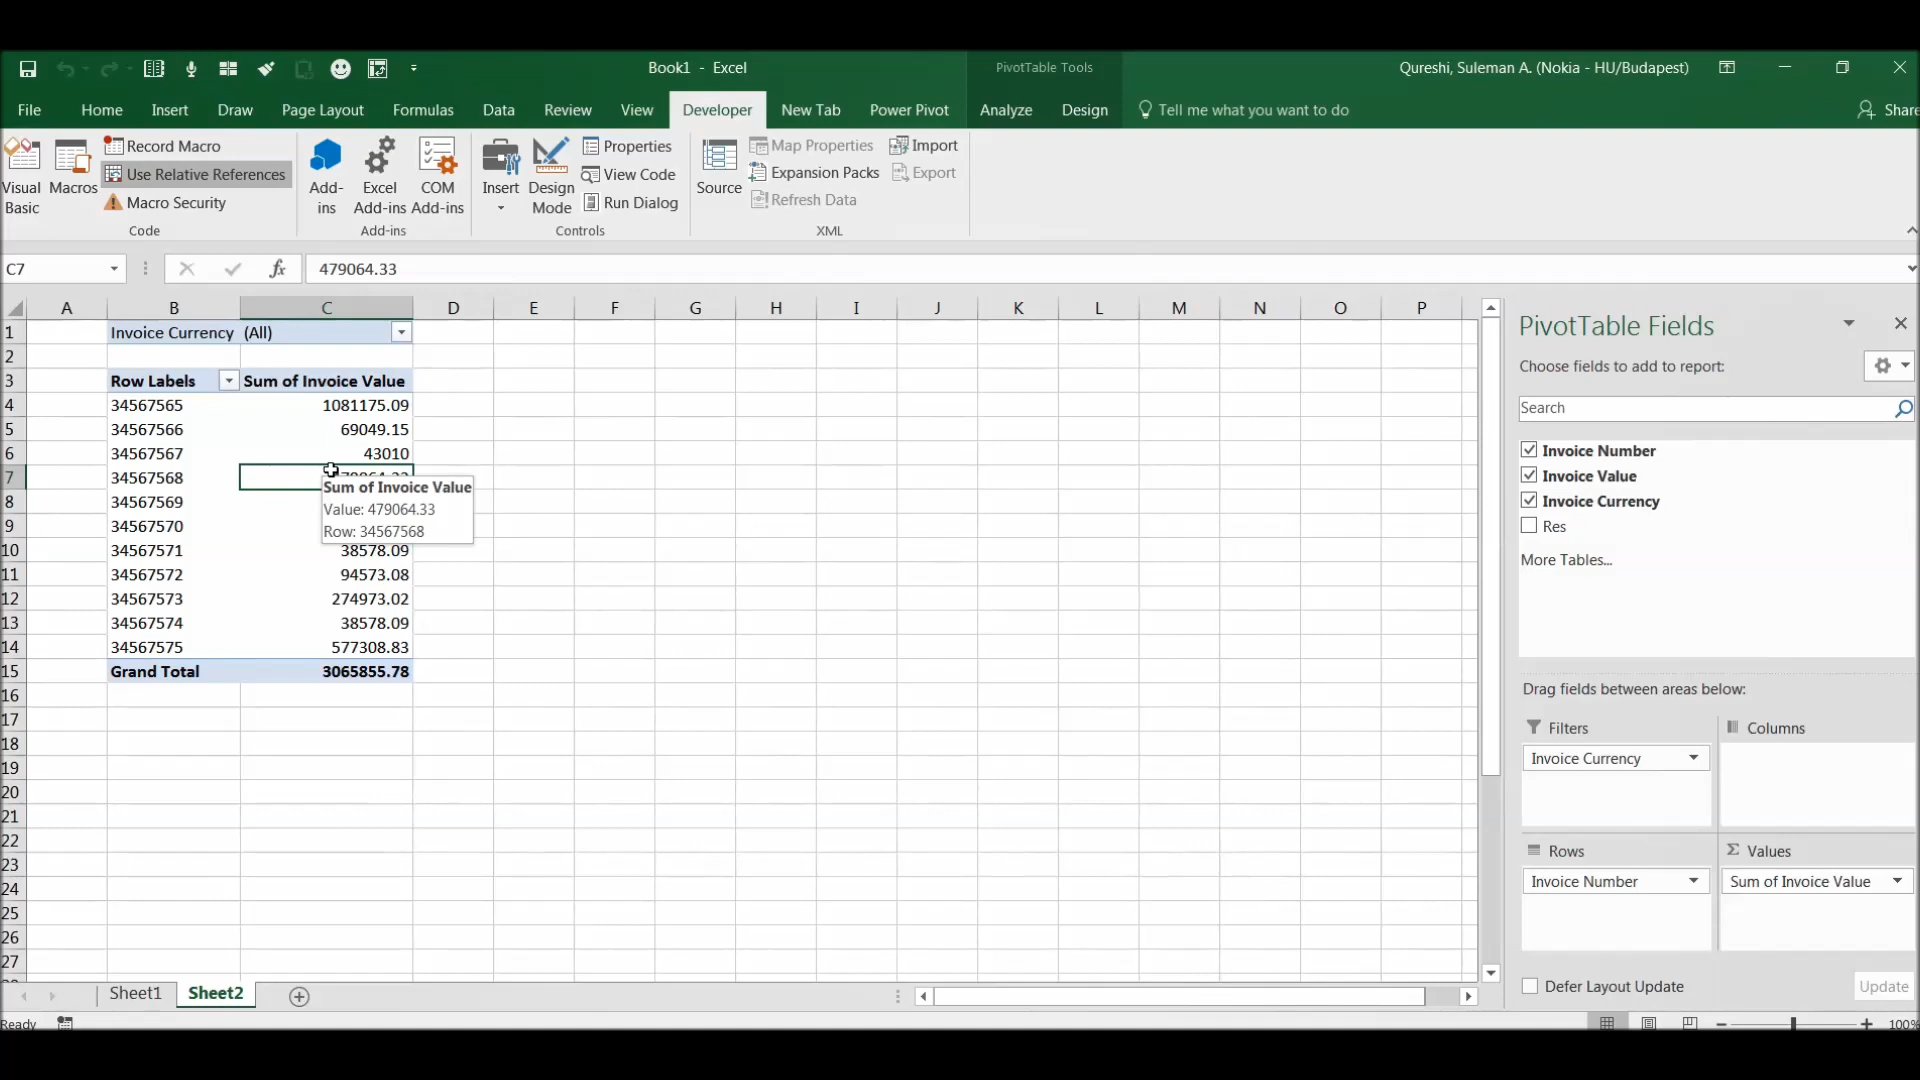 Book1 - Excel
PivotTable Tools
Qureshi, Suleman A. (Nokia - HU/Budapest)
File Home Insert Draw Page Layout Formulas Data Review View Developer New Tab Power Pivot Analyze Design Tell me what you want to do Share
Visual Basic
Macros
Record Macro
Use Relative References
Macro Security
Code
Add-ins
Excel Add-ins
COM Add-ins
Add-ins
Insert
Design Mode
Properties
View Code
Run Dialog
Controls
Source
Map Properties
Expansion Packs
Refresh Data
Import
Export
XML
C7 fx 479064.33
A B C D E F G H I J K L M N O P
1 Invoice Currency (All)
2
3 Row Labels Sum of Invoice Value
4 34567565 1081175.09
5 34567566 69049.15
6 34567567 43010
7 34567568
8 34567569
9 34567570
10 34567571 38578.09
11 34567572 94573.08
12 34567573 274973.02
13 34567574 38578.09
14 34567575 577308.83
15 Grand Total 3065855.78
16
17
18
19
20
21
22
23
24
25
26
27
Sum of Invoice Value
Value: 479064.33
Row: 34567568
PivotTable Fields
Choose fields to add to report:
Search
Invoice Number
Invoice Value
Invoice Currency
Res
More Tables...
Drag fields between areas below:
Filters
Invoice Currency
Columns
Rows
Invoice Number
Values
Sum of Invoice Value
Defer Layout Update
Update
Sheet1 Sheet2
Ready
100%